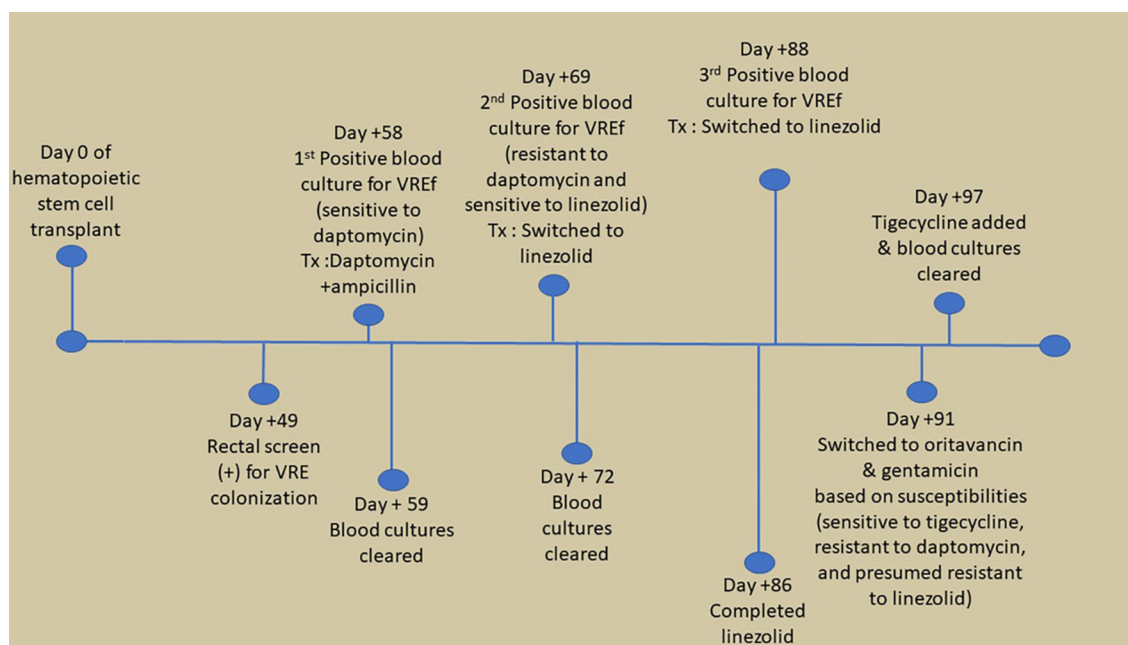 Day 0 of
hematopoietic
stem cell
transplant
Day +49
Rectal screen
(+) for VRE
colonization
Day +58
1st Positive blood
culture for VREf
(sensitive to
daptomycin)
Tx :Daptomycin
+ampicillin
Day + 59
Blood cultures
cleared
Day +69
2nd Positive blood
culture for VREf
(resistant to
daptomycin and
sensitive to linezolid)
Tx : Switched to
linezolid
Day + 72
Blood
cultures
cleared
Day +86
Completed
linezolid
Day +88
3rd Positive blood
culture for VREf
Tx : Switched to linezolid
Day +91
Switched to oritavancin
& gentamicin
based on susceptibilities
(sensitive to tigecycline,
resistant to daptomycin,
and presumed resistant
to linezolid)
Day +97
Tigecycline added
& blood cultures
cleared